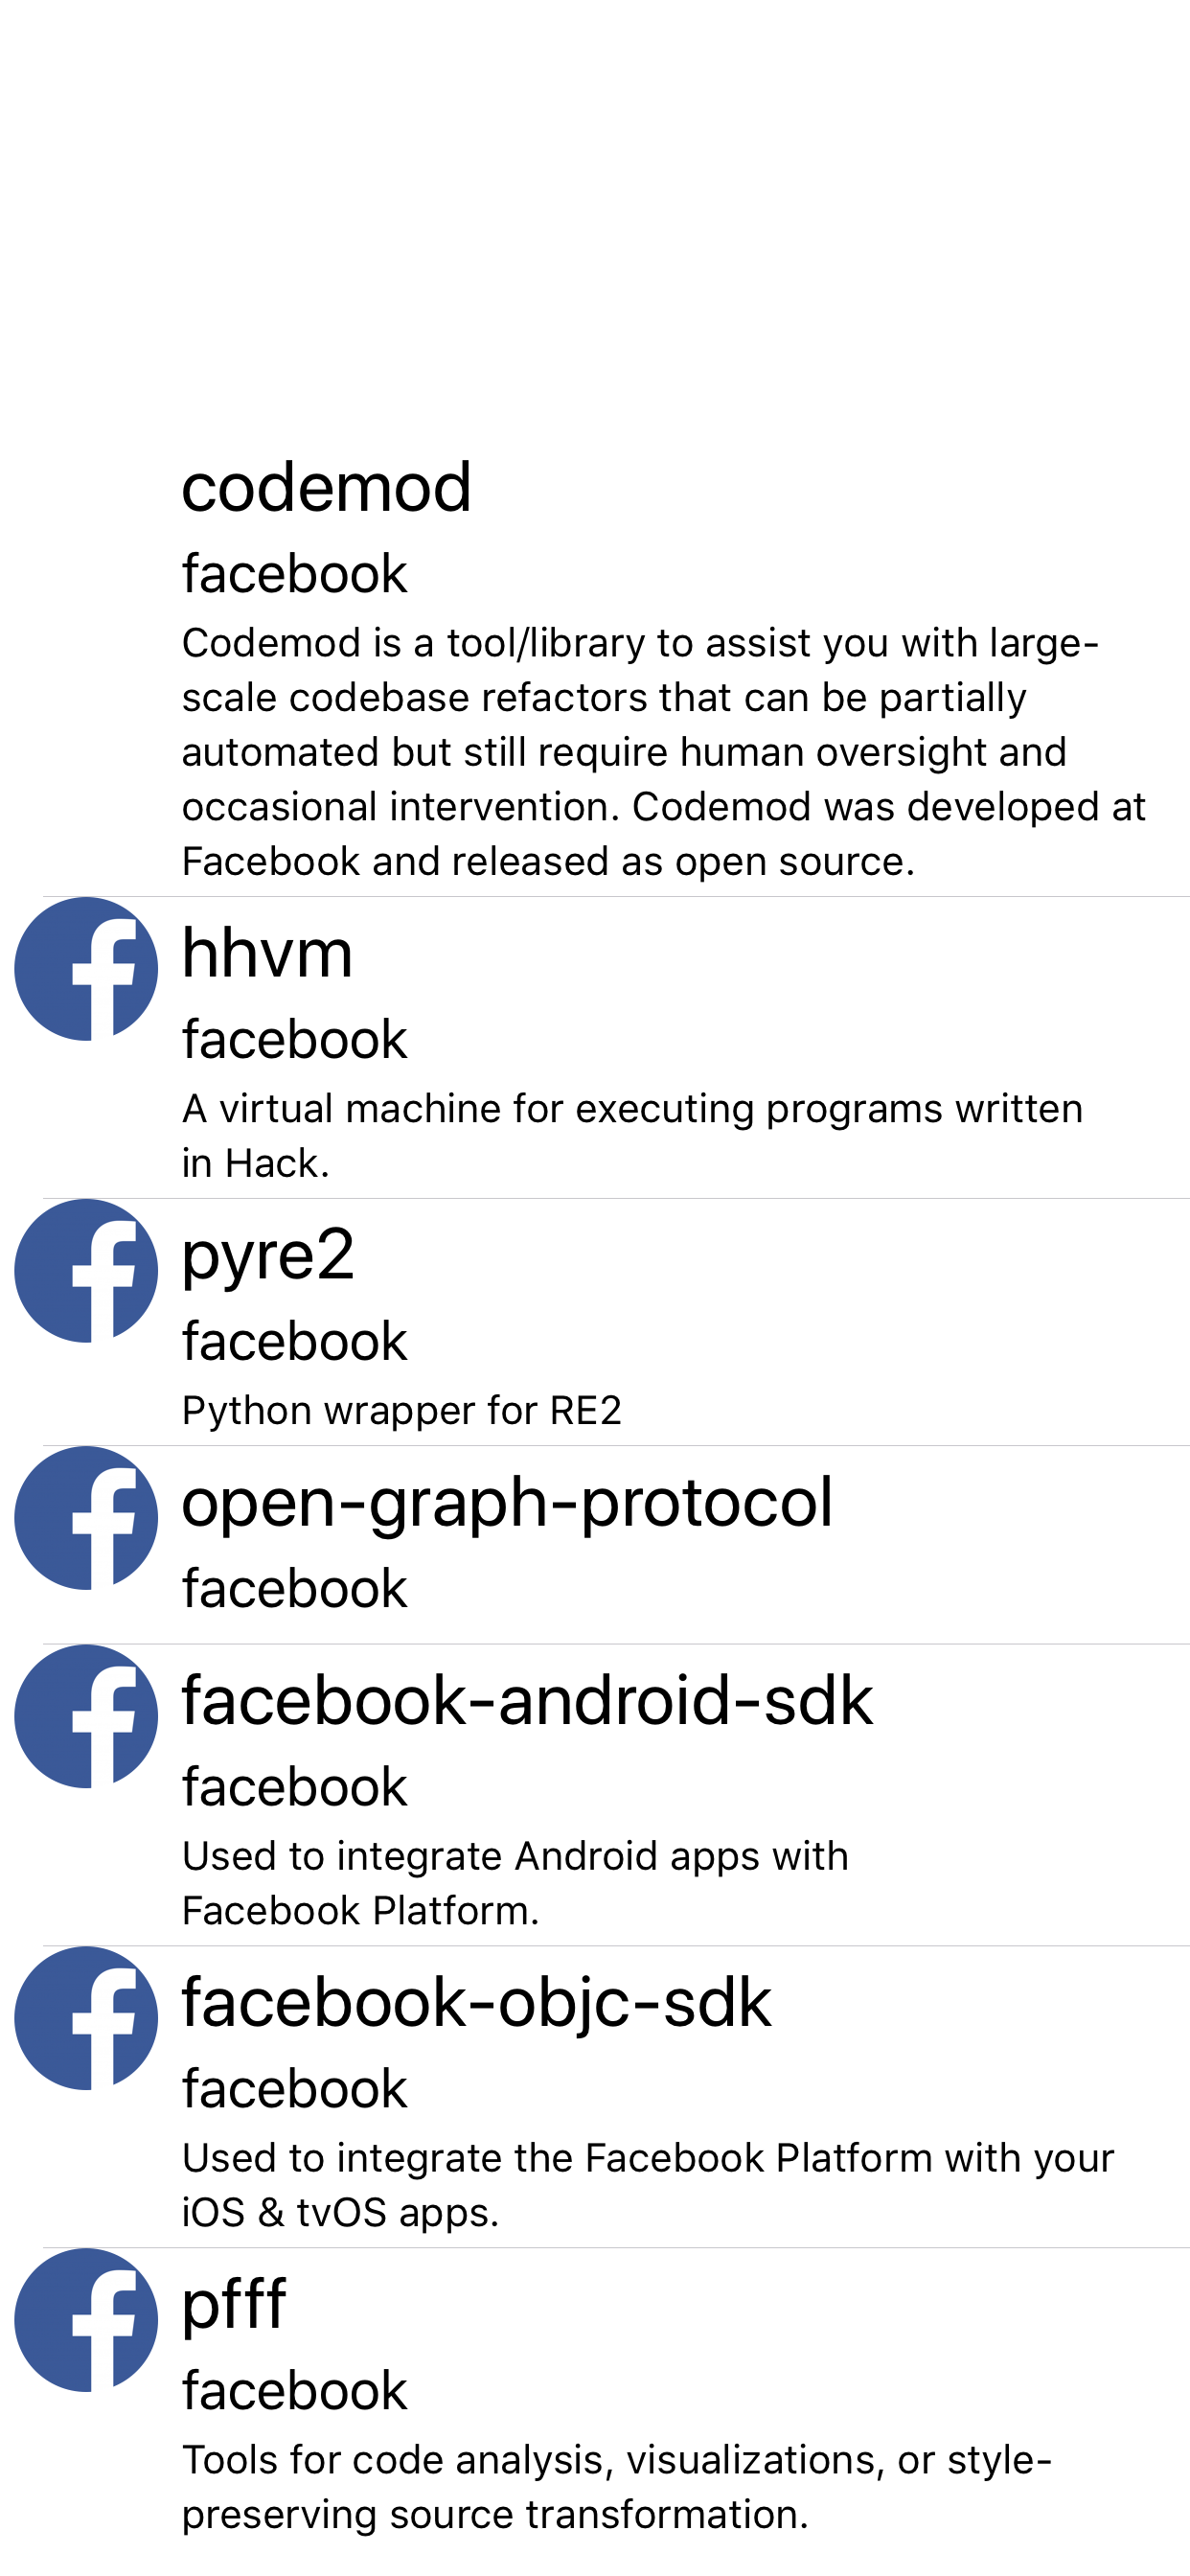 codemod
facebook
Codemod is a tool/library to assist you with large-
scale codebase refactors that can be partially
automated but still require human oversight and
occasional intervention. Codemod was developed at
Facebook and released as open source.
hhvm
facebook
A virtual machine for executing programs written
in Hack.
pyre2
facebook
Python wrapper for RE2
open-graph-protocol
facebook
facebook-android-sdk
facebook
Used to integrate Android apps with
Facebook Platform.
facebook-objc-sdk
facebook
Used to integrate the Facebook Platform with your
iOS & tvOS apps.
pfff
facebook
Tools for code analysis, visualizations, or style-
preserving source transformation.